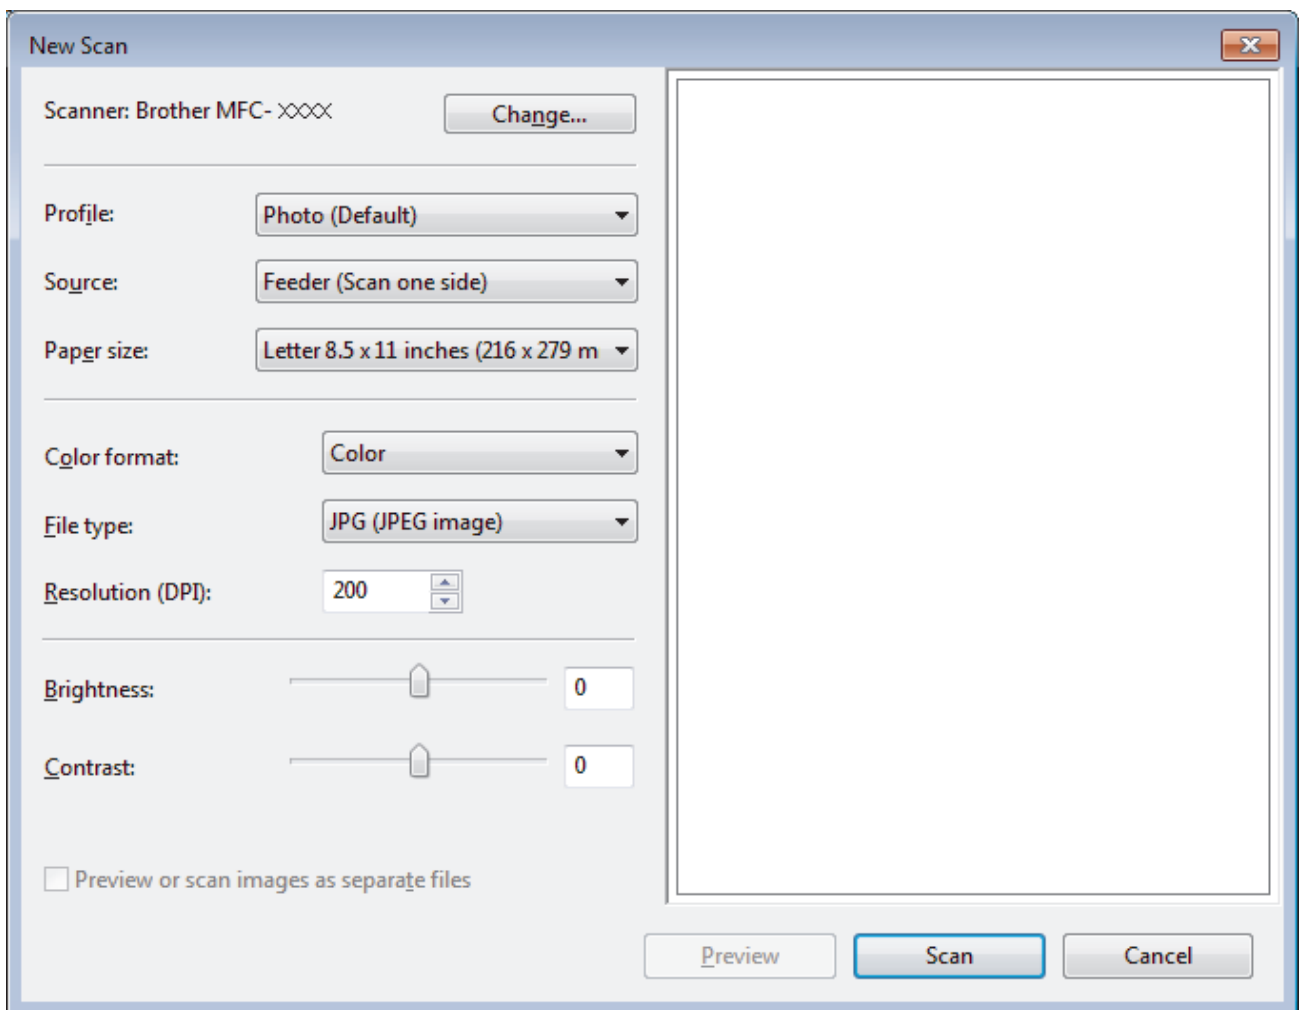 New Scan
Scanner: Brother MFC- XXXX
Change...
Profile: Photo (Default)
Source: Feeder (Scan one side)
Paper size: Letter 8.5 x 11 inches (216 x 279 m
Color format: Color
File type: JPG (JPEG image)
Resolution (DPI): 200
Brightness: 0
Contrast: 0
Preview or scan images as separate files
Preview Scan Cancel